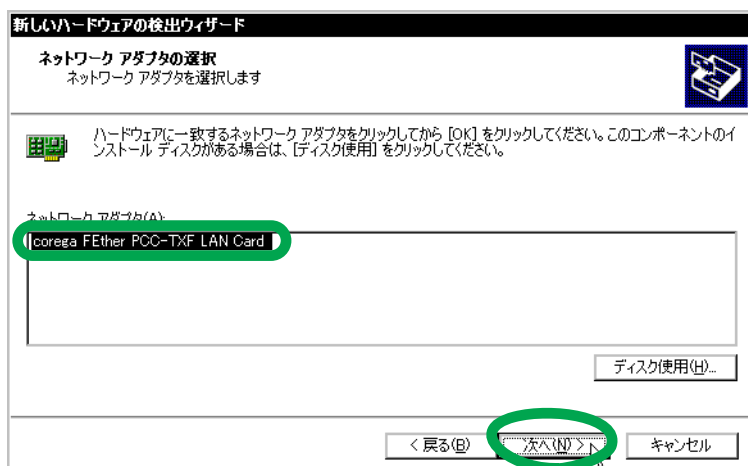 新しいハードウェアの検出ウィザード
ネットワーク アダプタの選択
ネットワーク アダプタを選択します
ハードウェアに一致するネットワーク アダプタをクリックしてから [OK] をクリックしてください。このコンポーネントのイ
ンストール ディスクがある場合は、[ディスク使用] をクリックしてください。
ネットワーク アダプタ(A):
corega FEther PCC-TXF LAN Card
ディスク使用(H)...
< 戻る(B)
次へ(N) >
キャンセル